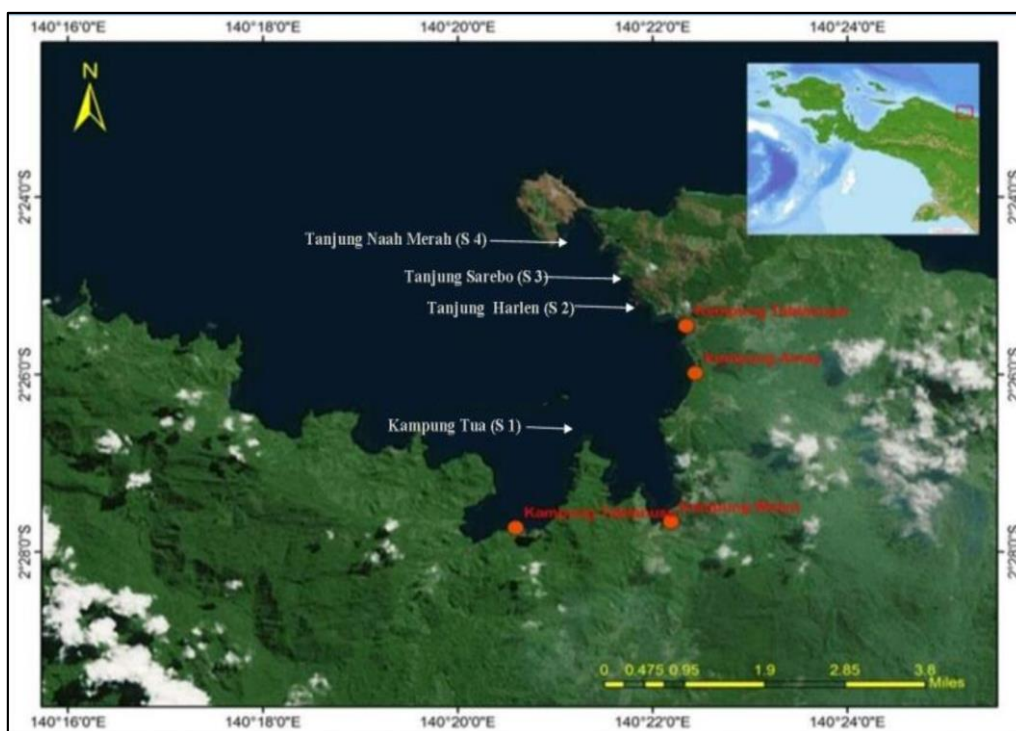 140°16'0"E 140°18'0"E 140°20'0"E 140°22'0"E 140°24'0"E
N
2°24'0"S 2°24'0"S
Tanjung Naah Merah (S 4)
Tanjung Sarebo (S 3)
Tanjung Harlen (S 2)
Kampung
2°26'0"S 2°26'0"S
Kampung
Kampung Tua (S 1)
Kampung
Kampung
2°28'0"S 2°28'0"S
0 0.475 0.95 1.9 2.85 3.8
Miles
140°16'0"E 140°18'0"E 140°20'0"E 140°22'0"E 140°24'0"E